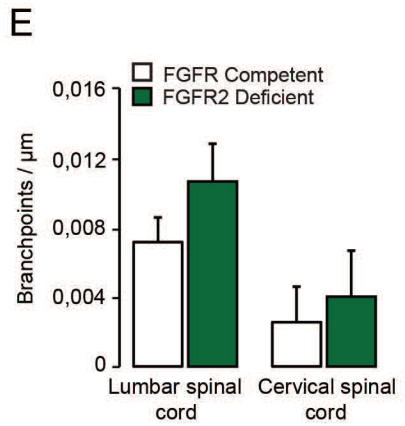 E
FGFR Competent
FGFR2 Deficient
Branchpoints / µm
0,016
0,012
0,008
0,004
0
Lumbar spinal cord
Cervical spinal cord